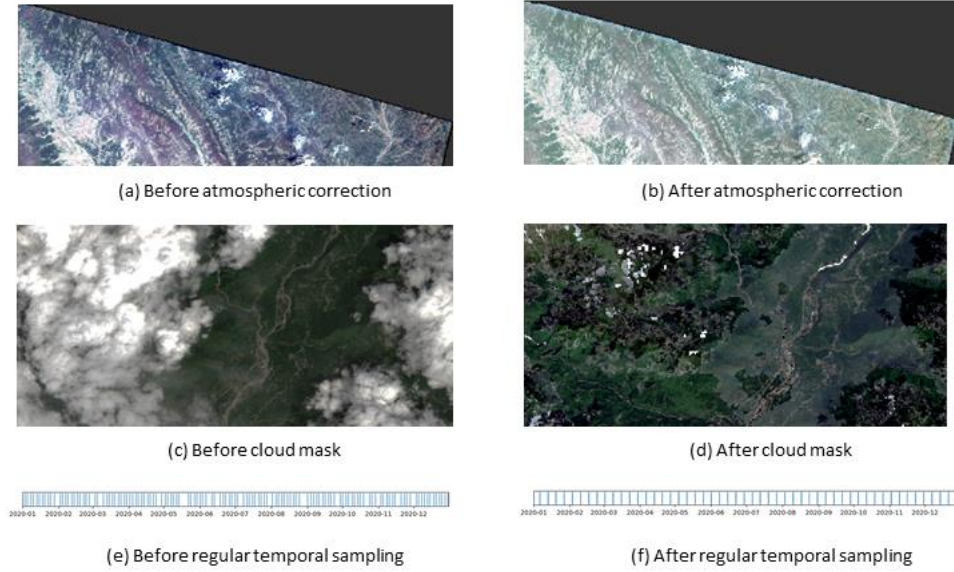 (a) Before atmospheric correction
(b) After atmospheric correction
(c) Before cloud mask
(d) After cloud mask
2020-01 2020-02 2020-03 2020-04 2020-05 2020-06 2020-07 2020-08 2020-09 2020-10 2020-11 2020-12
2020-01 2020-02 2020-03 2020-04 2020-05 2020-06 2020-07 2020-08 2020-09 2020-10 2020-11 2020-12
(e) Before regular temporal sampling
(f) After regular temporal sampling